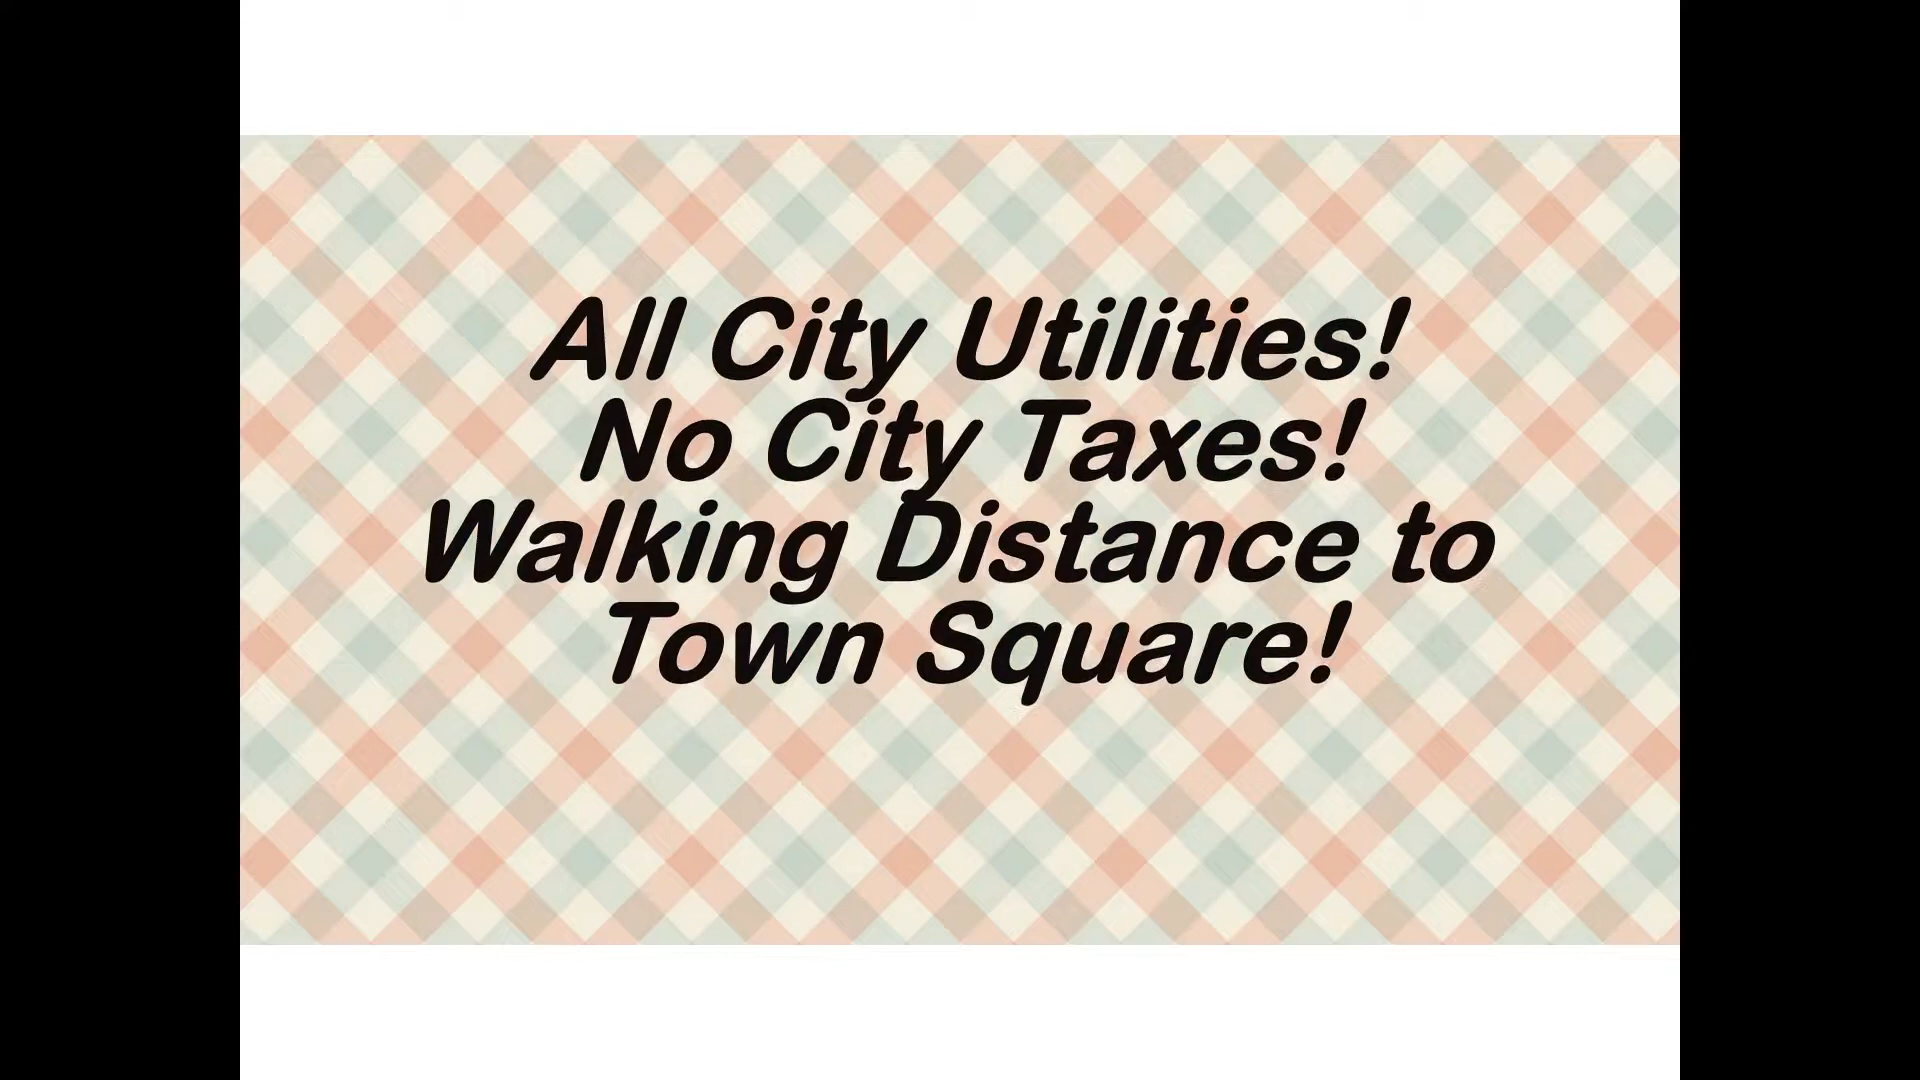 All City Utilities!
No City Taxes!
Walking Distance to
Town Square!